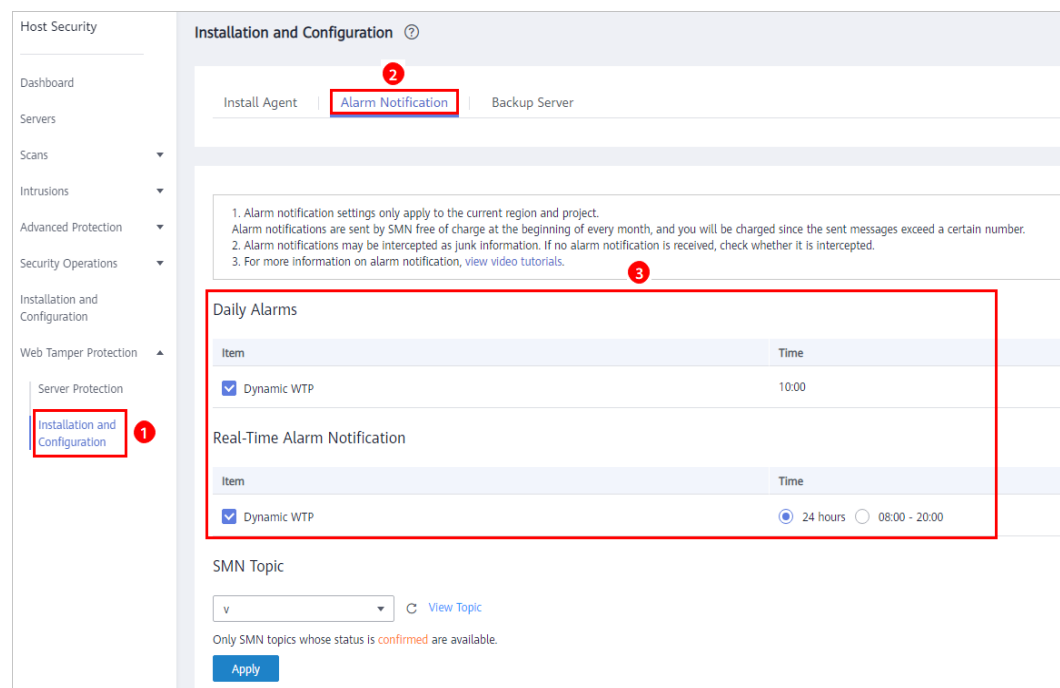 Host Security
Installation and Configuration ?
2
Dashboard
Install Agent
Alarm Notification
Backup Server
Servers
Scans
Intrusions
Advanced Protection
Security Operations
Installation and
Configuration
Web Tamper Protection
Server Protection
Installation and
Configuration
1
1. Alarm notification settings only apply to the current region and project.
Alarm notifications are sent by SMN free of charge at the beginning of every month, and you will be charged since the sent messages exceed a certain number.
2. Alarm notifications may be intercepted as junk information. If no alarm notification is received, check whether it is intercepted.
3. For more information on alarm notification, view video tutorials.
3
Daily Alarms
Item Time
Dynamic WTP 10:00
Real-Time Alarm Notification
Item Time
Dynamic WTP 24 hours 08:00 - 20:00
SMN Topic
v View Topic
Only SMN topics whose status is confirmed are available.
Apply